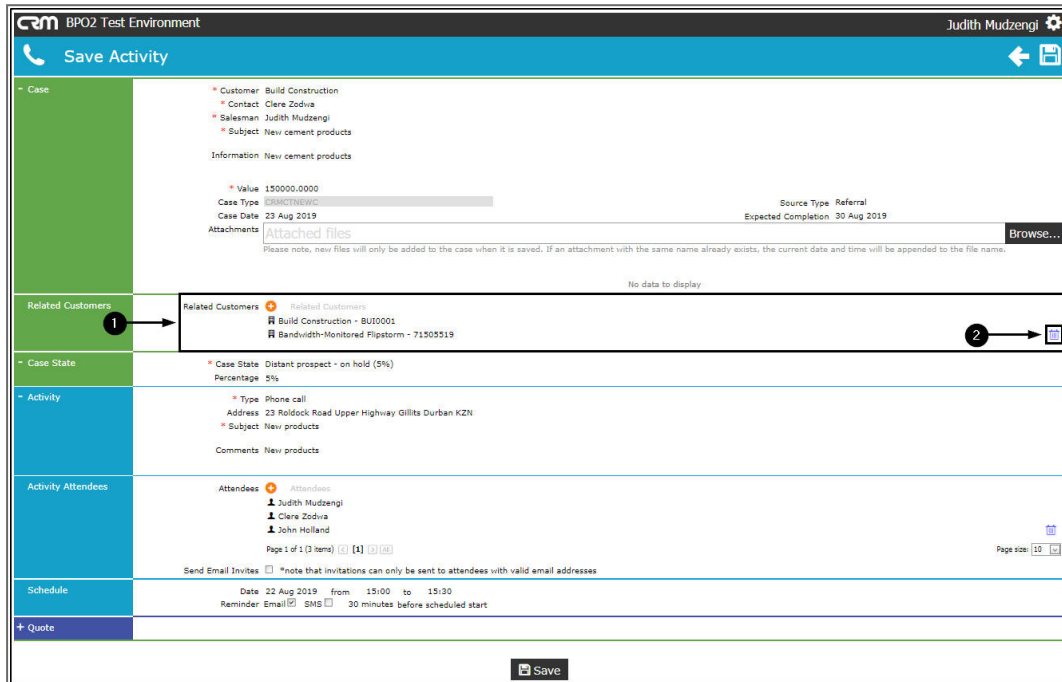 CRM BPO2 Test Environment Judith Mudzengi
Save Activity
- Case
* Customer Build Construction
* Contact Clere Zodwa
* Salesman Judith Mudzengi
* Subject New cement products
Information New cement products
* Value 150000.0000
Case Type CRMCTNEWC Source Type Referral
Case Date 23 Aug 2019 Expected Completion 30 Aug 2019
Attachments Attached files Browse...
Please note, new files will only be added to the case when it is saved. If an attachment with the same name already exists, the current date and time will be appended to the file name.
No data to display
Related Customers Related Customers Related Customers
1 Build Construction - BUI0001
Bandwidth-Monitored Flipstorm - 71505519 2
- Case State * Case State Distant prospect - on hold (5%)
Percentage 5%
- Activity * Type Phone call
Address 23 Roldock Road Upper Highway Gillits Durban KZN
* Subject New products
Comments New products
Activity Attendees Attendees Attendees
Judith Mudzengi
Clere Zodwa
John Holland
Page 1 of 1 (3 items) < [1] > All Page size: 10
Send Email Invites *note that invitations can only be sent to attendees with valid email addresses
Schedule Date 22 Aug 2019 from 15:00 to 15:30
Reminder Email SMS 30 minutes before scheduled start
+ Quote
Save